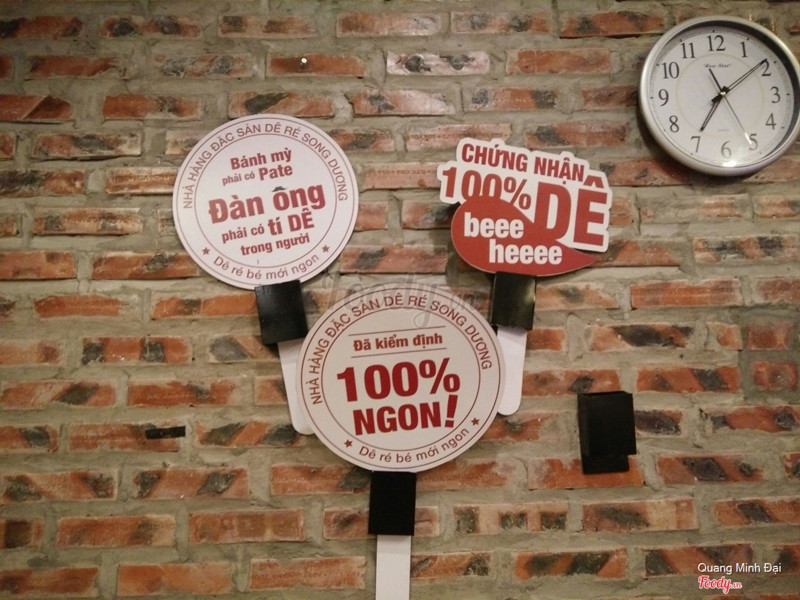 NHÀ HÀNG ĐẶC SẢN DÊ RÉ SONG DƯƠNG
Bánh mỳ
phải có Pate
Đàn ông
phải có tí DÊ
trong người
Dê ré bé mới ngon
CHỨNG NHẬN
100% DÊ
beee
heeee
NHÀ HÀNG ĐẶC SẢN DÊ RÉ SONG DƯƠNG
Đã kiểm định
100%
NGON!
Dê ré bé mới ngon
11 12 1
10 2
9 3
8 4
7 6 5
Foody.vn
Quang Minh Đại
Foody.vn